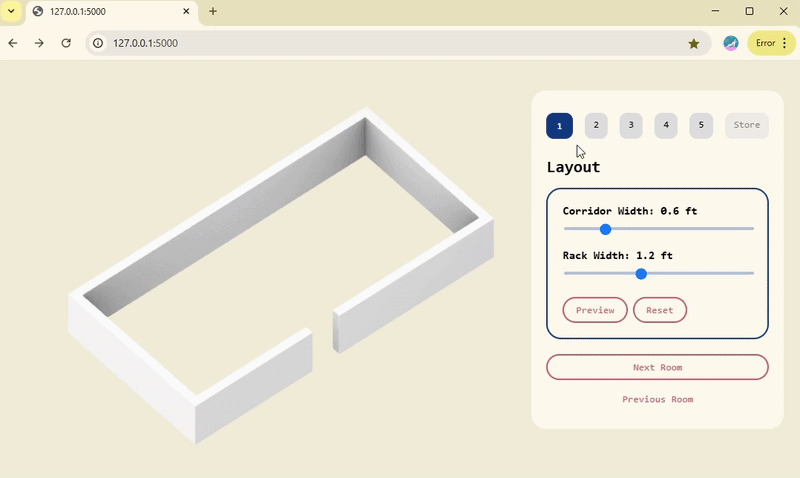 127.0.0.1:5000
127.0.0.1:5000
Error
1 2 3 4 5 Store
Layout
Corridor Width: 0.6 ft
Rack Width: 1.2 ft
Preview Reset
Next Room
Previous Room